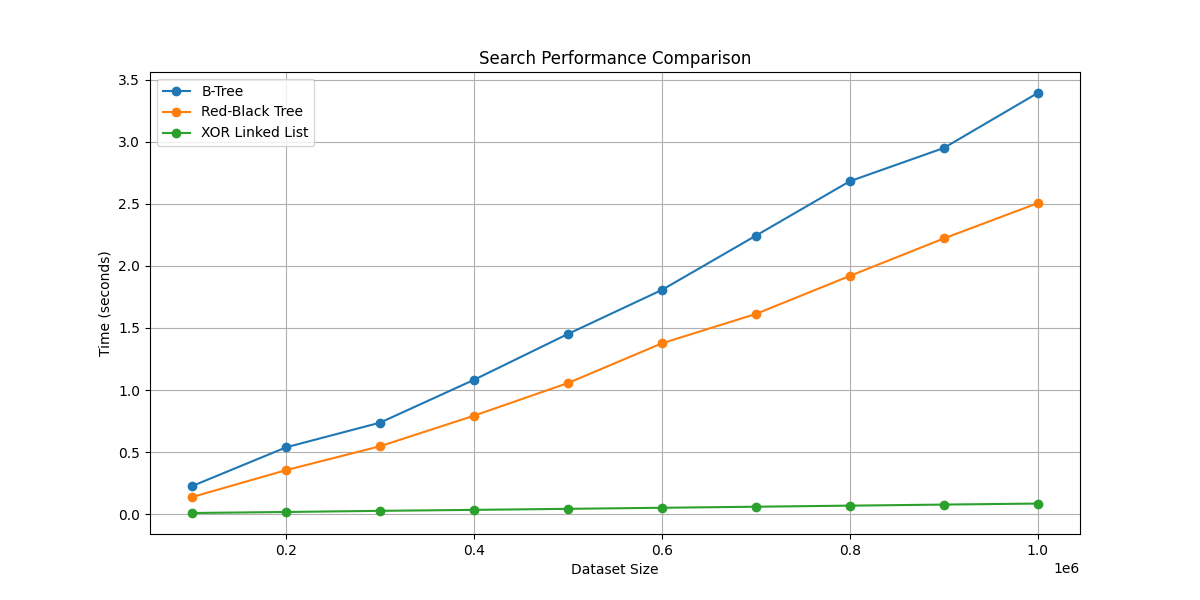 Search Performance Comparison
B-Tree
Red-Black Tree
XOR Linked List
Time (seconds)
3.5
3.0
2.5
2.0
1.5
1.0
0.5
0.0
0.2
0.4
0.6
0.8
1.0
1e6
Dataset Size